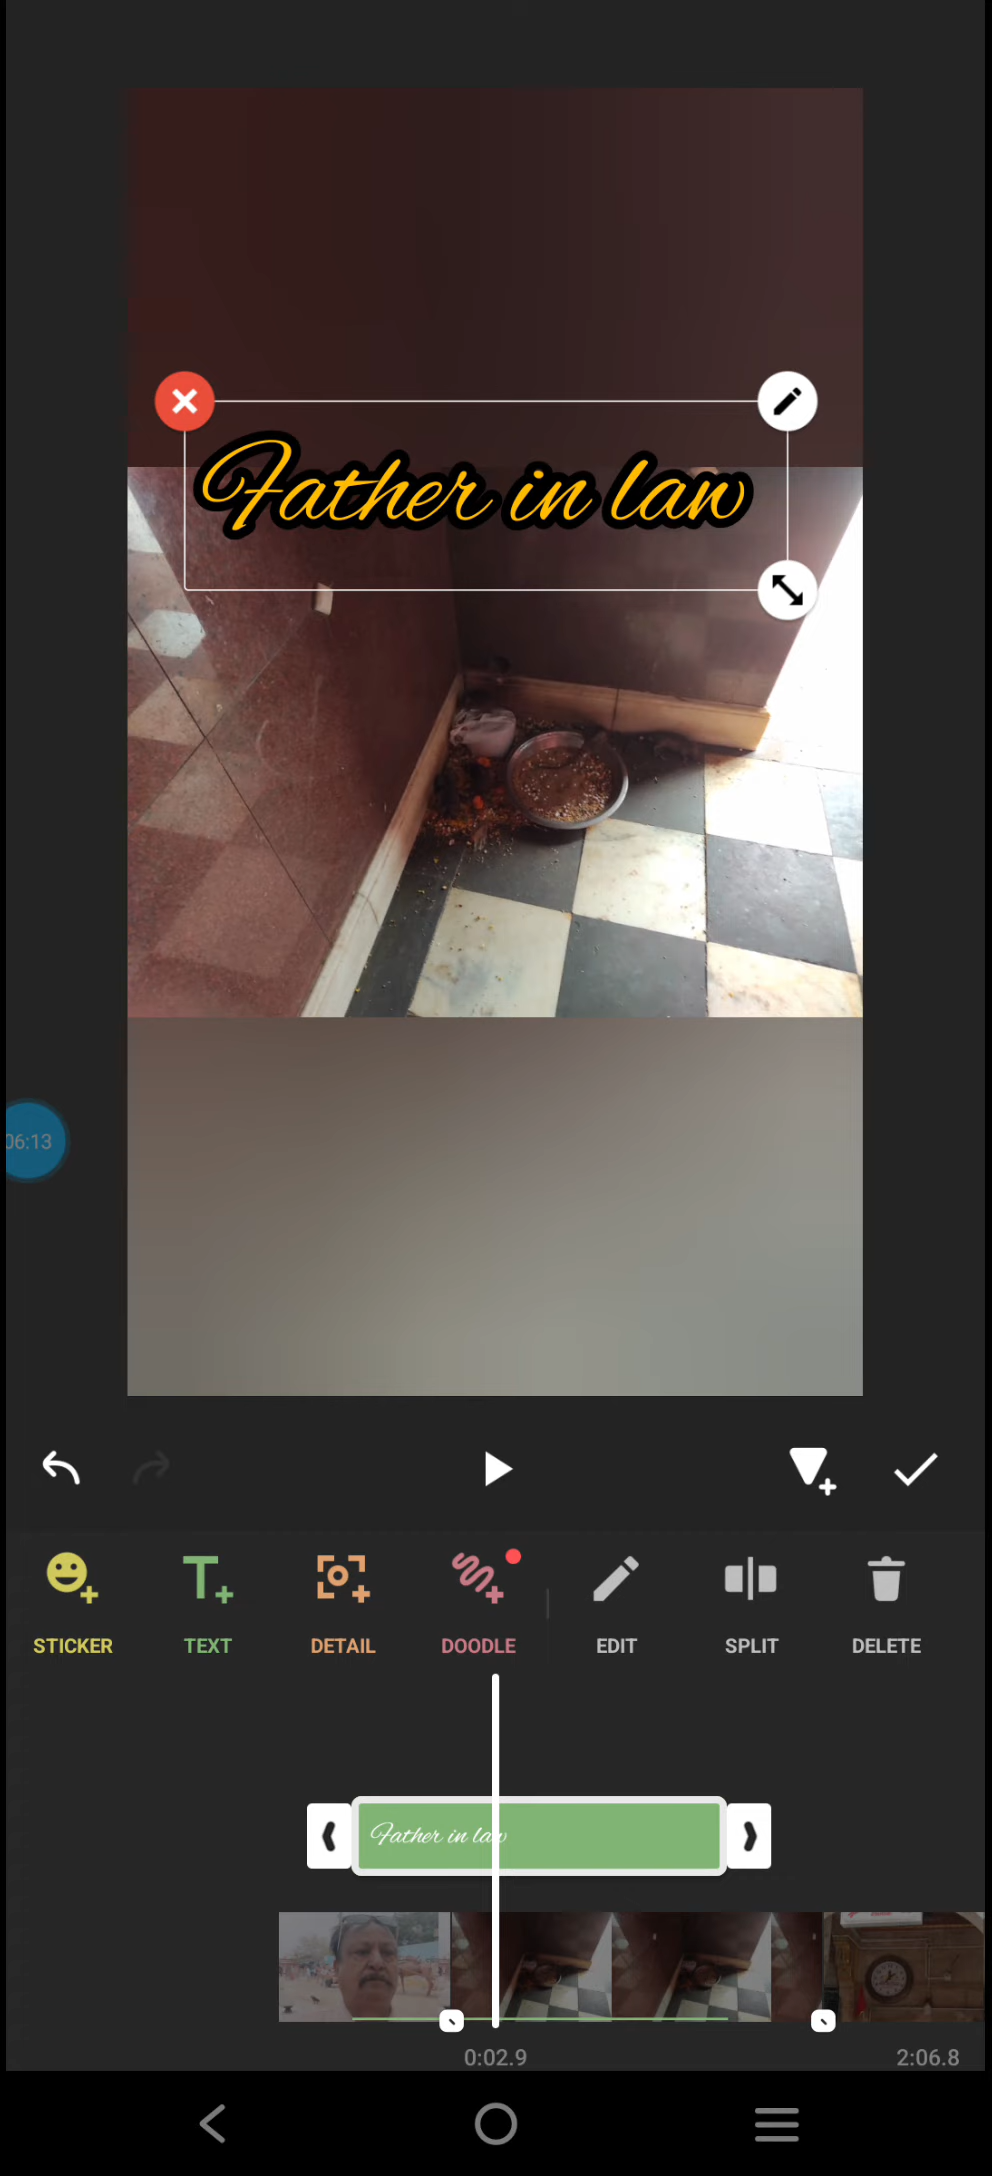 Father in law
06:13
STICKER
TEXT
DETAIL
DOODLE
EDIT
SPLIT
DELETE
Father in law
0:02.9
2:06.8